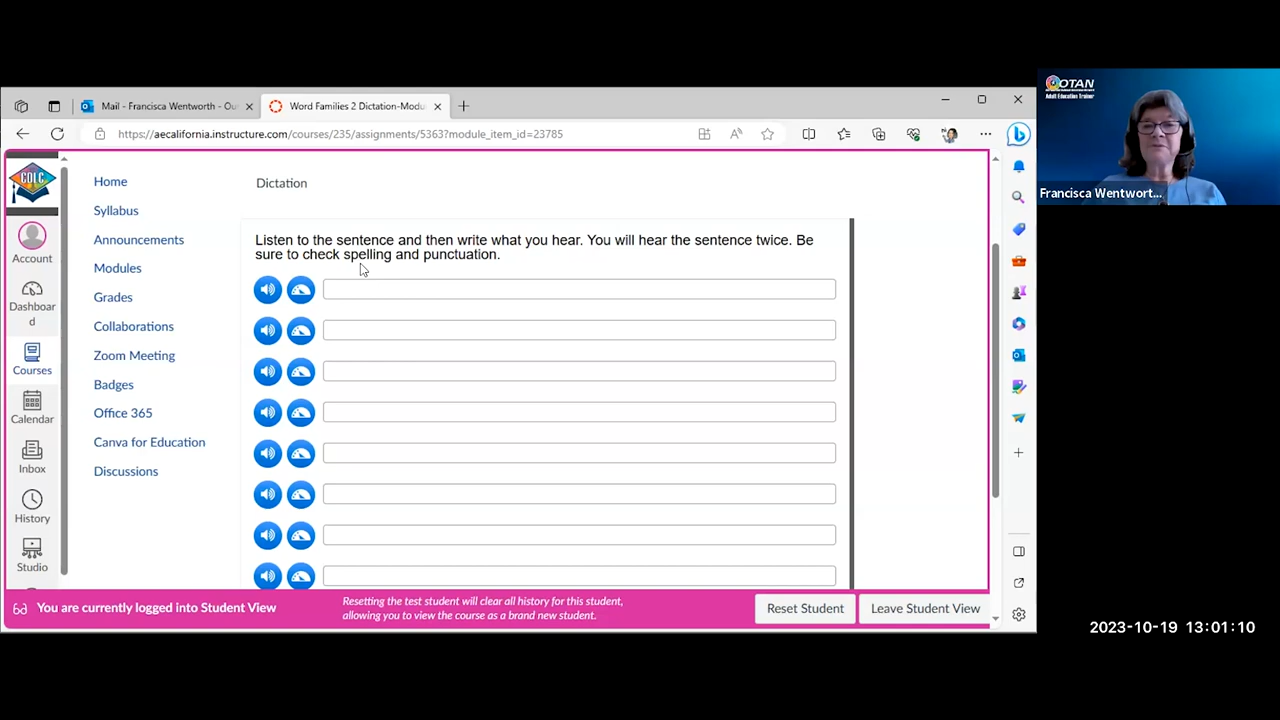 Mail - Francisca Wentworth - Ou
Word Families 2 Dictation-Modu
https://aecalifornia.instructure.com/courses/235/assignments/5363?module_item_id=23785
OTAN
Adult Education Trainer
Francisca Wentwort...
CDLC
Account
Dashboar
d
Courses
Calendar
Inbox
History
Studio
Home
Syllabus
Announcements
Modules
Grades
Collaborations
Zoom Meeting
Badges
Office 365
Canva for Education
Discussions
Dictation
Listen to the sentence and then write what you hear. You will hear the sentence twice. Be
sure to check spelling and punctuation.
You are currently logged into Student View
Resetting the test student will clear all history for this student,
allowing you to view the course as a brand new student.
Reset Student
Leave Student View
2023-10-19 13:01:10